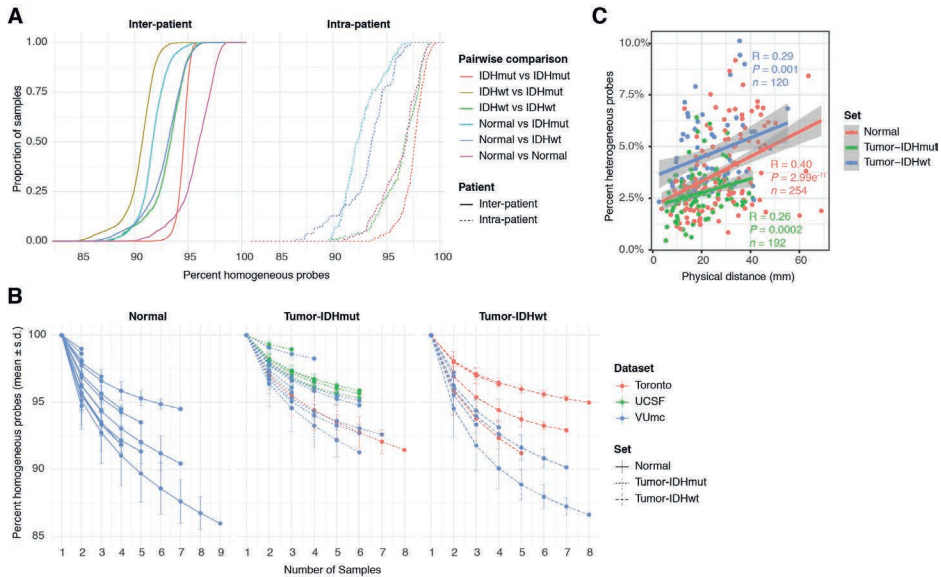 A
Inter-patient
Intra-patient
1.00
0.75
0.50
0.25
0.00
Proportion of samples
85
90
95
100
85
90
95
100
Percent homogeneous probes
Pairwise comparison
IDHmut vs IDHmut
IDHwt vs IDHmut
IDHwt vs IDHwt
Normal vs IDHmut
Normal vs IDHwt
Normal vs Normal
Patient
Inter-patient
Intra-patient
C
10.0%
7.5%
5.0%
2.5%
0.0%
Percent heterogenous probes
R = 0.29
P = 0.001
n = 120
R = 0.40
P = 2.99e⁻¹¹
n = 254
R = 0.26
P = 0.0002
n = 192
0
20
40
60
Physical distance (mm)
Set
Normal
Tumor-IDHmut
Tumor-IDHwt
B
Normal
Tumor-IDHmut
Tumor-IDHwt
100
95
90
85
Percent homogenous probes (mean ± s.d.)
1 2 3 4 5 6 7 8 9
1 2 3 4 5 6 7 8
1 2 3 4 5 6 7 8
Number of Samples
Dataset
Toronto
UCSF
VUmc
Set
Normal
Tumor-IDHmut
Tumor-IDHwt